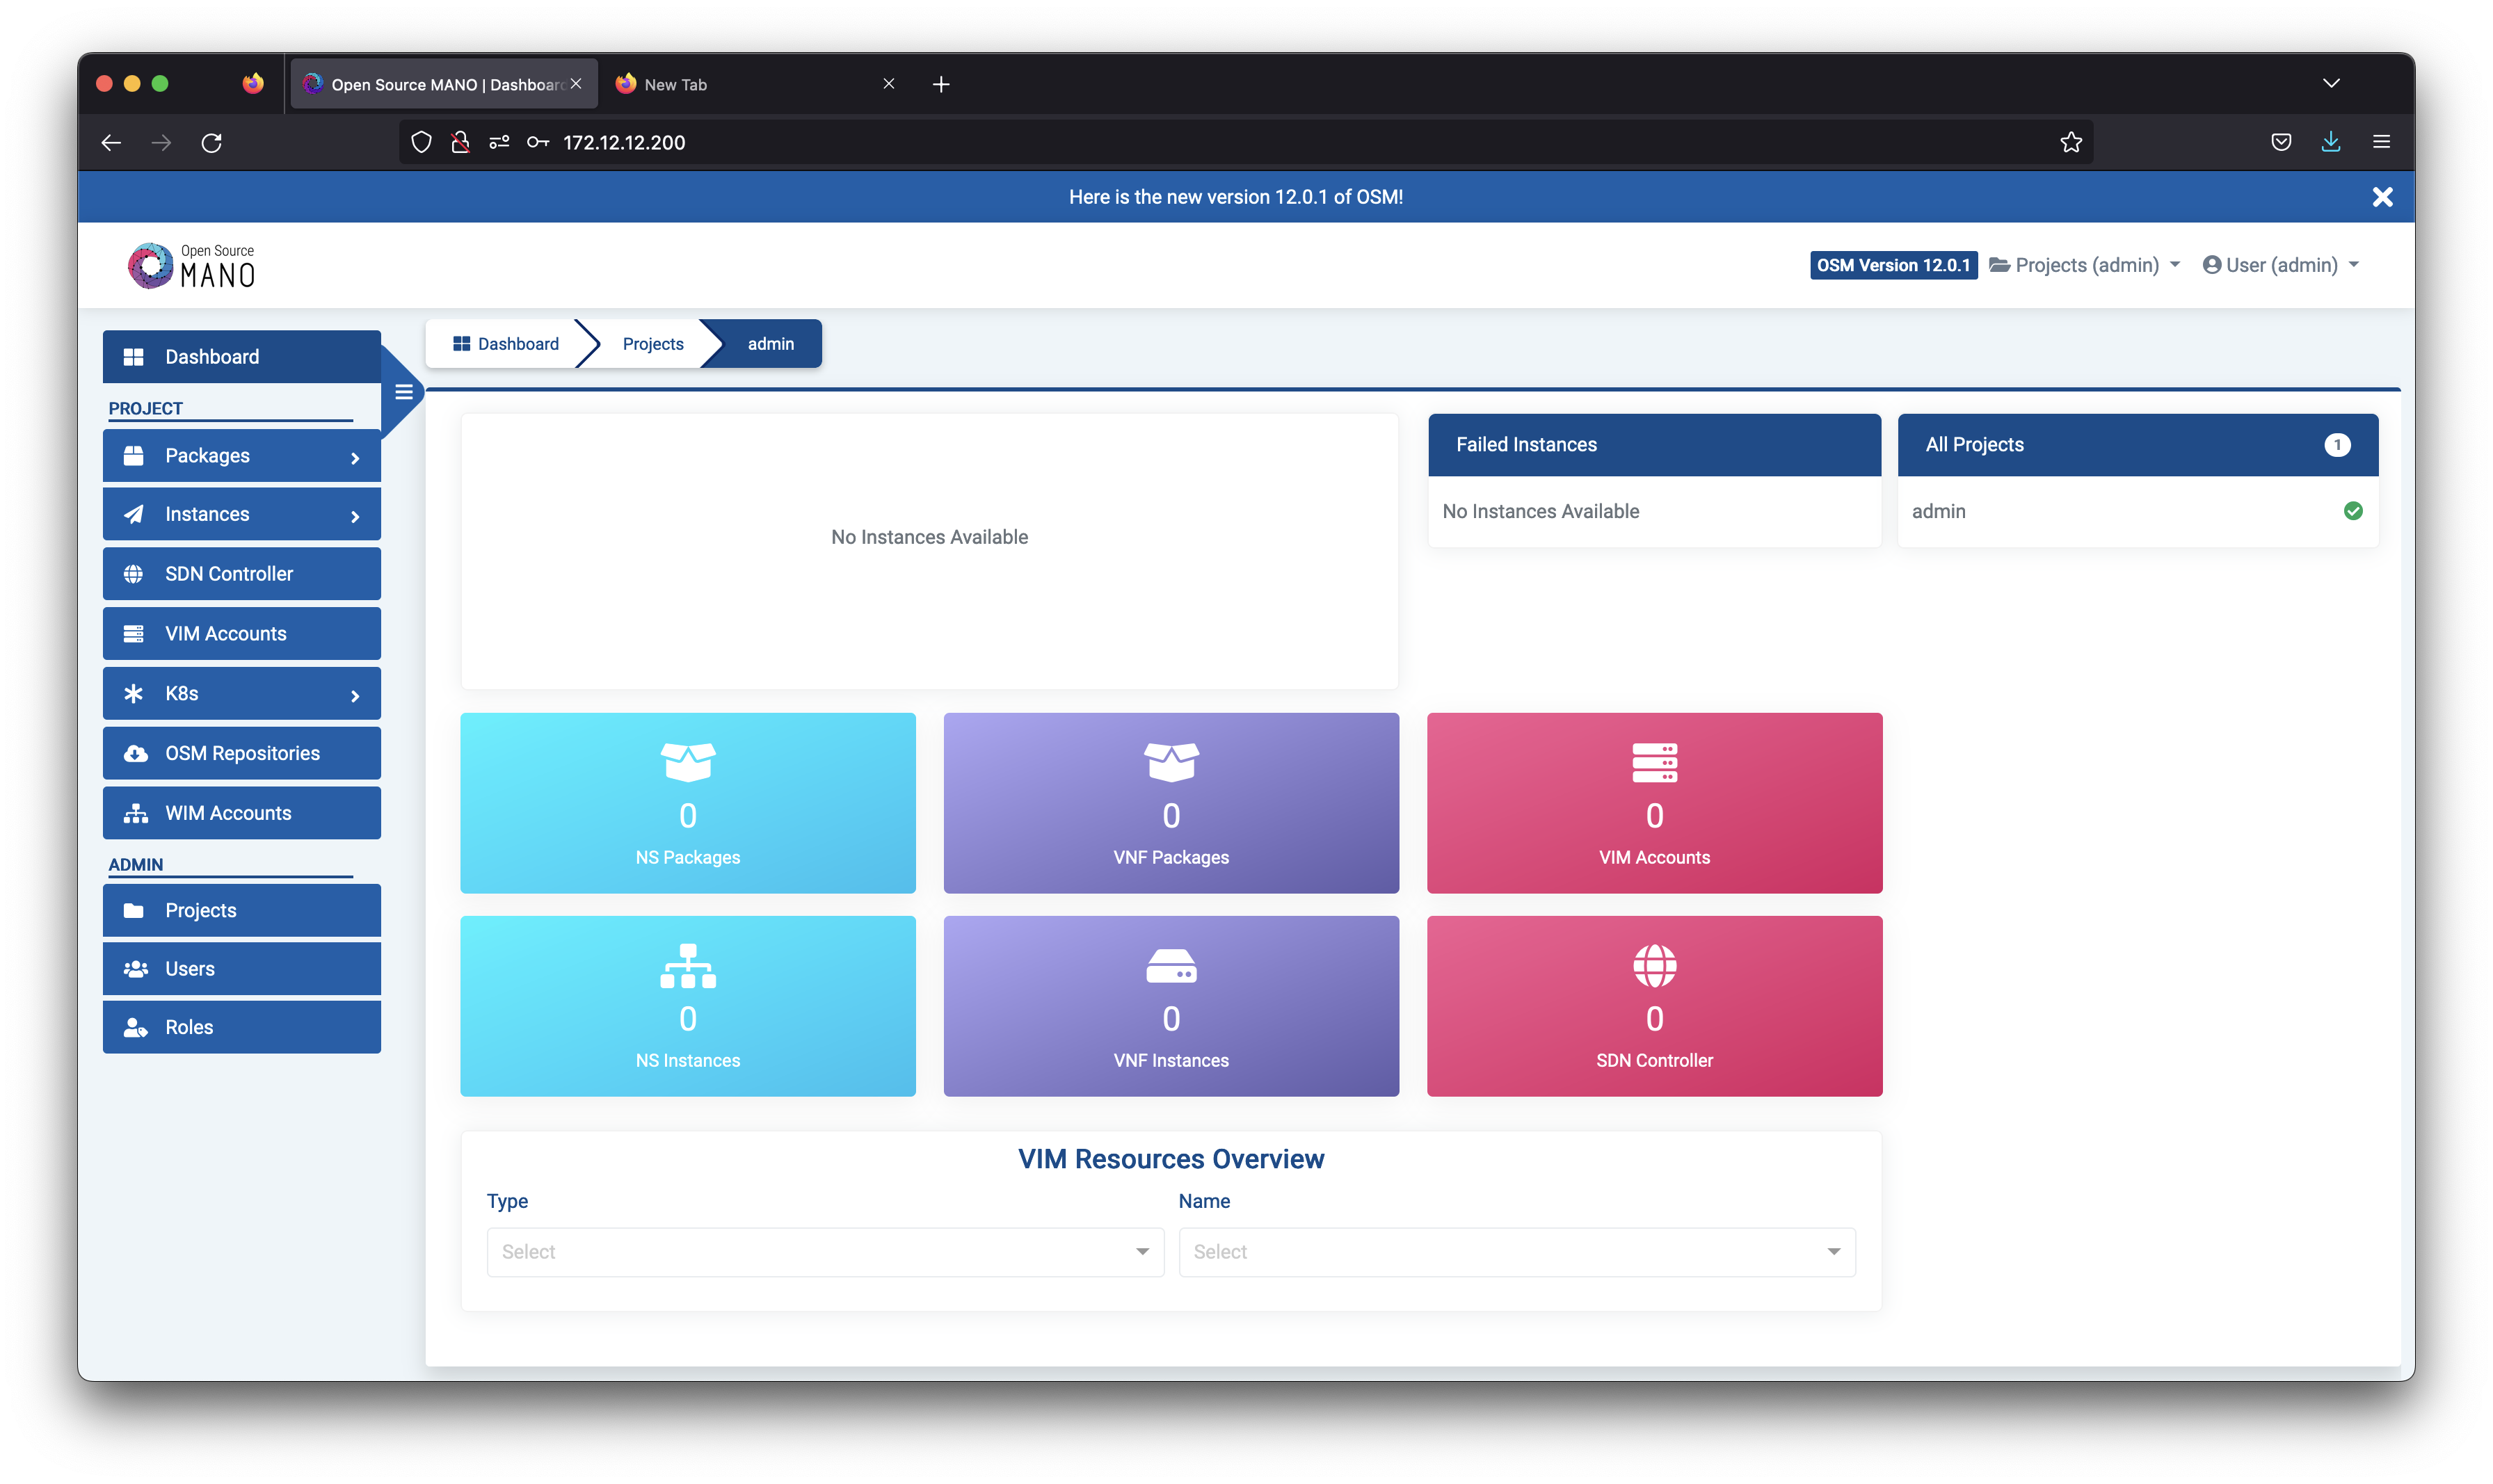 Open Source MANO | Dashboard
New Tab
172.12.12.200
Here is the new version 12.0.1 of OSM!
Open Source
MANO
OSM Version 12.0.1
Projects (admin)
User (admin)
Dashboard
PROJECT
Packages
Instances
SDN Controller
VIM Accounts
K8s
OSM Repositories
WIM Accounts
ADMIN
Projects
Users
Roles
Dashboard
Projects
admin
No Instances Available
Failed Instances
No Instances Available
All Projects
1
admin
0
NS Packages
0
VNF Packages
0
VIM Accounts
0
NS Instances
0
VNF Instances
0
SDN Controller
VIM Resources Overview
Type
Name
Select
Select